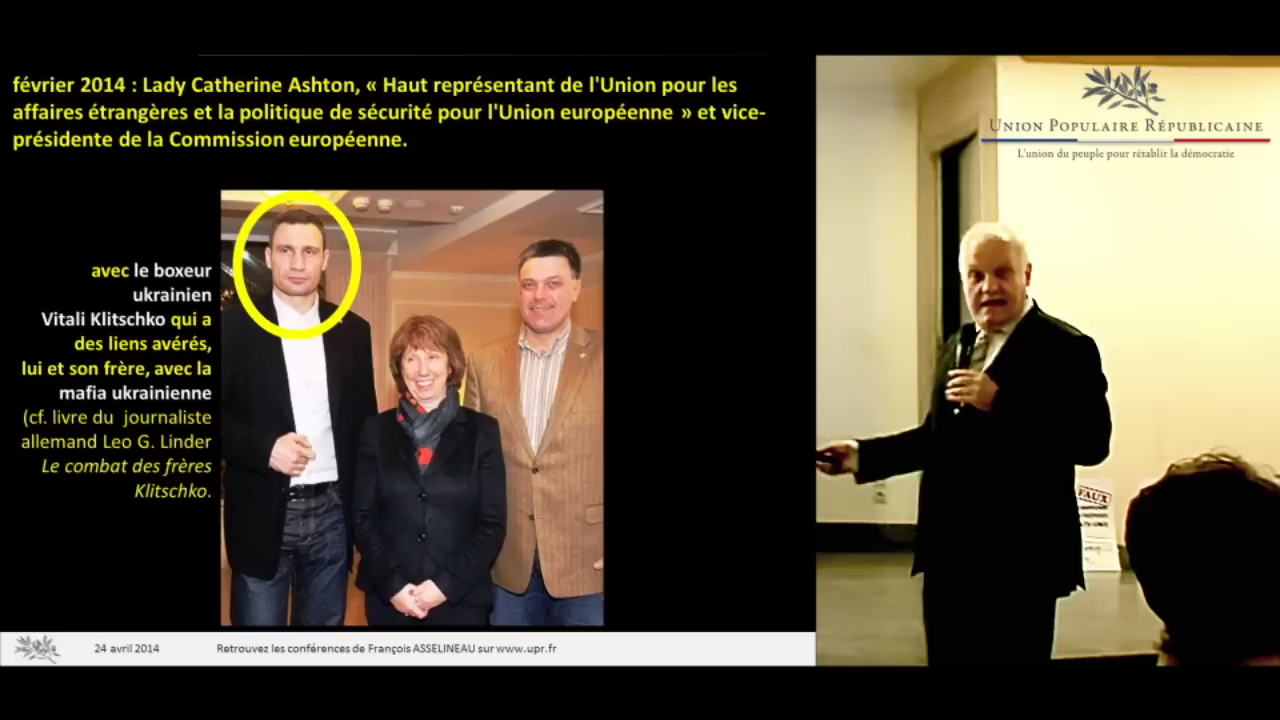 février 2014 : Lady Catherine Ashton, « Haut représentant de l'Union pour les
affaires étrangères et la politique de sécurité pour l'Union européenne » et vice-
présidente de la Commission européenne.
avec le boxeur
ukrainien
Vitali Klitschko qui a
des liens avérés,
lui et son frère, avec la
mafia ukrainienne
(cf. livre du journaliste
allemand Leo G. Linder
Le combat des frères
Klitschko.
24 avril 2014
Retrouvez les conférences de François ASSELINEAU sur www.upr.fr
UNION POPULAIRE RÉPUBLICAINE
L'union du peuple pour rétablir la démocratie
FAUX